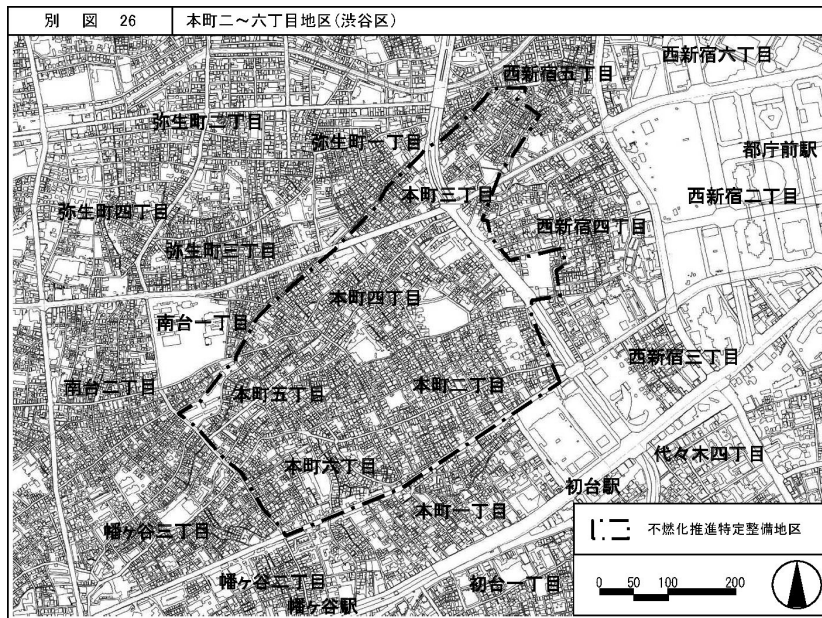 別 図 26
本町二～六丁目地区(渋谷区)
西新宿六丁目
西新宿五丁目
弥生町二丁目
弥生町一丁目
都庁前駅
本町三丁目
西新宿二丁目
弥生町四丁目
西新宿四丁目
弥生町三丁目
本町四丁目
南台一丁目
西新宿三丁目
南台二丁目
本町五丁目
本町二丁目
代々木四丁目
本町六丁目
初台駅
本町一丁目
幡ヶ谷三丁目
不燃化推進特定整備地区
幡ヶ谷二丁目
初台一丁目
幡ヶ谷駅
0 50 100 200